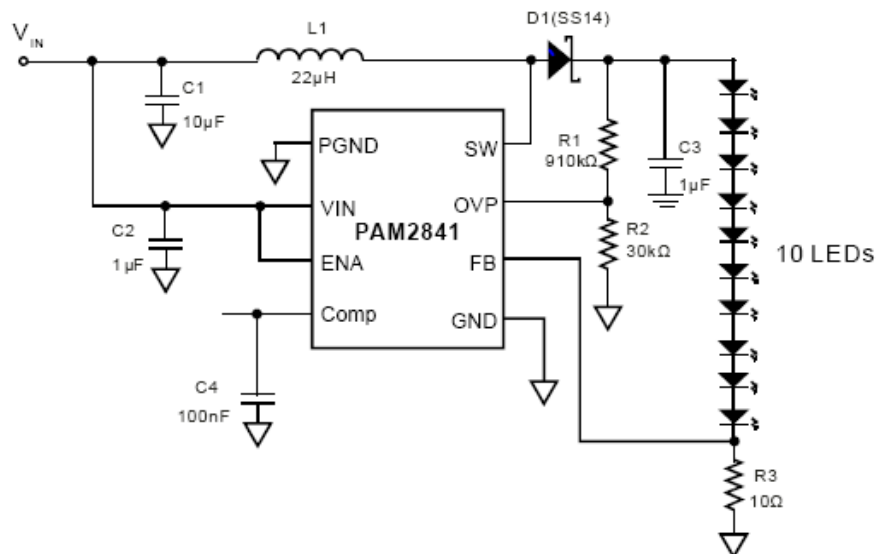 D1(SS14)
V IN
L1
22µH
C1
10µF
PGND
SW
R1
910kΩ
C3
1µF
VIN
OVP
PAM2841
R2
30kΩ
C2
1µF
ENA
FB
10 LEDs
Comp
GND
C4
100nF
R3
10Ω